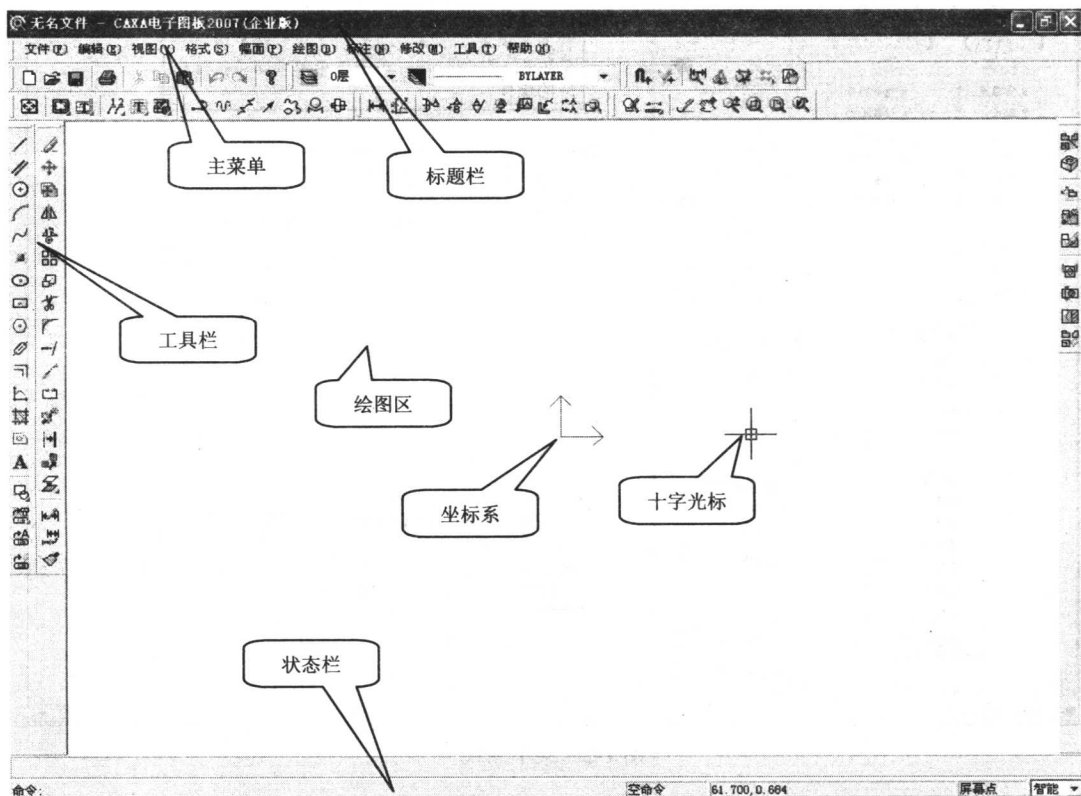 无名文件 - CAXA电子图板2007(企业版)
文件(F) 编辑(E) 视图(V) 格式(S) 幅面(P) 绘图(D) 标注(N) 修改(M) 工具(T) 帮助(H)
0层 BYLAYER
主菜单
标题栏
工具栏
绘图区
坐标系
十字光标
状态栏
命令: 空命令 61.700,0.664 屏幕点 智能